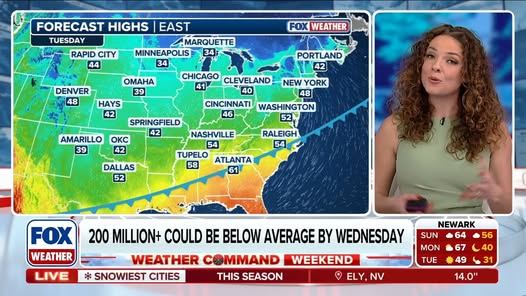 FORECAST HIGHS | EAST
TUESDAY
FOX WEATHER
MARQUETTE
34
RAPID CITY
44
MINNEAPOLIS
34
PORTLAND
42
CHICAGO
41
CLEVELAND
40
NEW YORK
48
OMAHA
39
DENVER
48
HAYS
42
CINCINNATI
46
WASHINGTON
52
SPRINGFIELD
42
AMARILLO
39
OKC
42
NASHVILLE
54
RALEIGH
54
DALLAS
52
TUPELO
58
ATLANTA
61
FOX
WEATHER
200 MILLION+ COULD BE BELOW AVERAGE BY WEDNESDAY
WEATHER COMMAND WEEKEND
NEWARK
SUN 64 56
MON 67 40
TUE 49 31
LIVE SNOWIEST CITIES THIS SEASON ELY, NV 14.0"